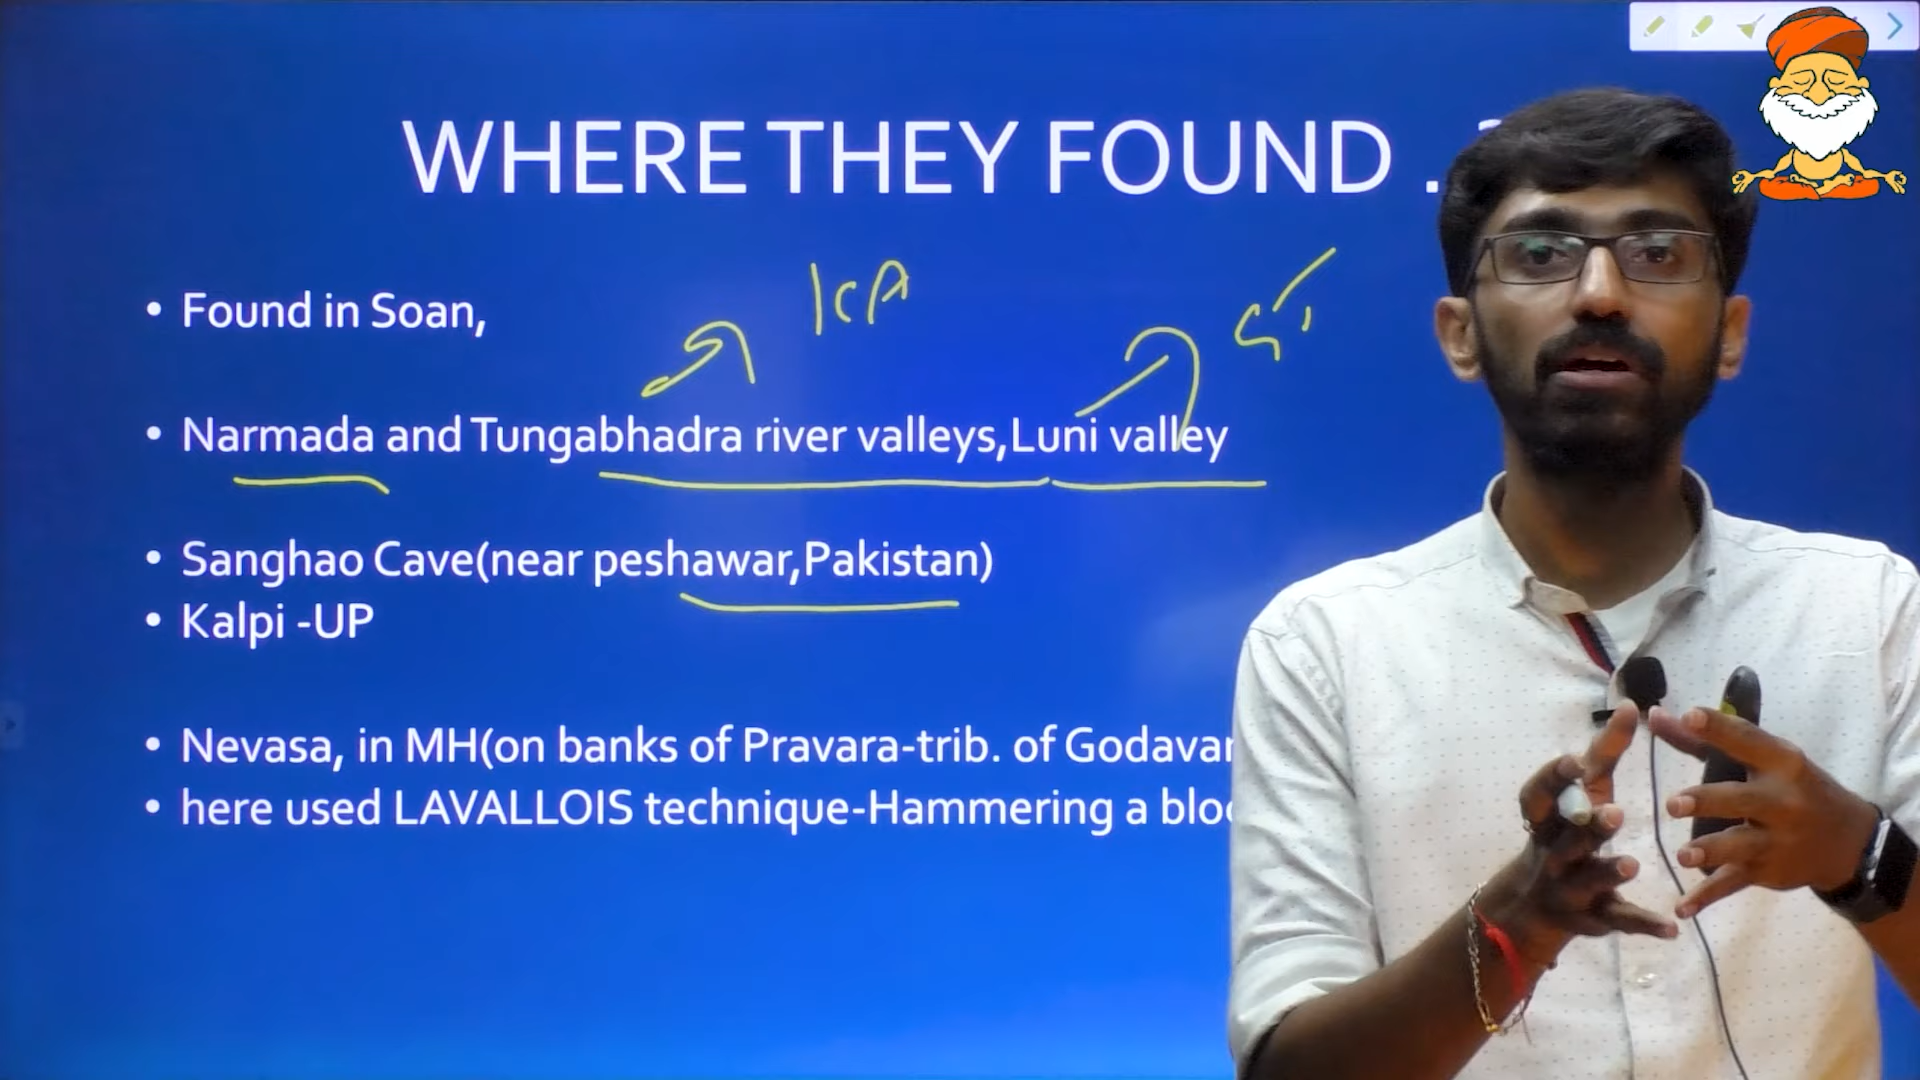 WHERE THEY FOUND .
KA
• Found in Soan,
• Narmada and Tungabhadra river valleys,Luni valley
• Sanghao Cave(near peshawar,Pakistan)
• Kalpi -UP
• Nevasa, in MH(on banks of Pravara-trib. of Godavar
• here used LAVALLOIS technique-Hammering a bloc